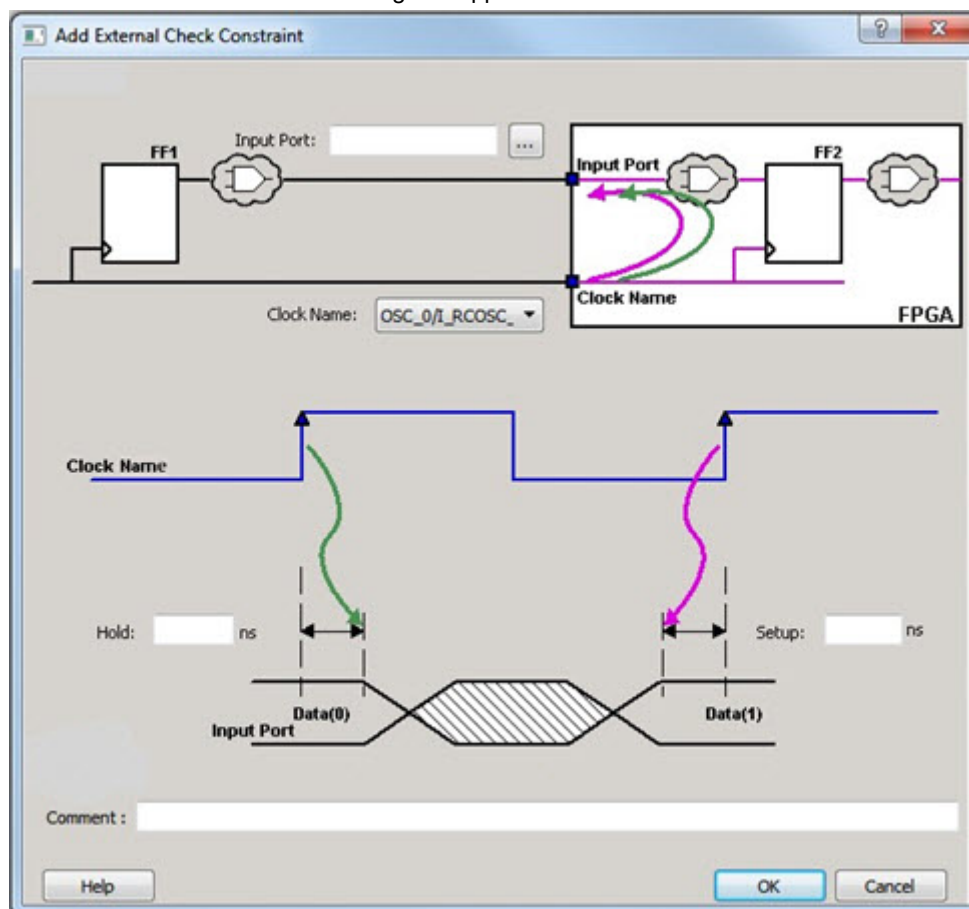 Add External Check Constraint
Input Port:
...
FF1
Input Port
FF2
Clock Name
FPGA
Clock Name:
OSC_0/I_RCOSC_
Clock Name
Hold:
ns
Setup:
ns
Data(0)
Data(1)
Input Port
Comment :
Help
OK
Cancel